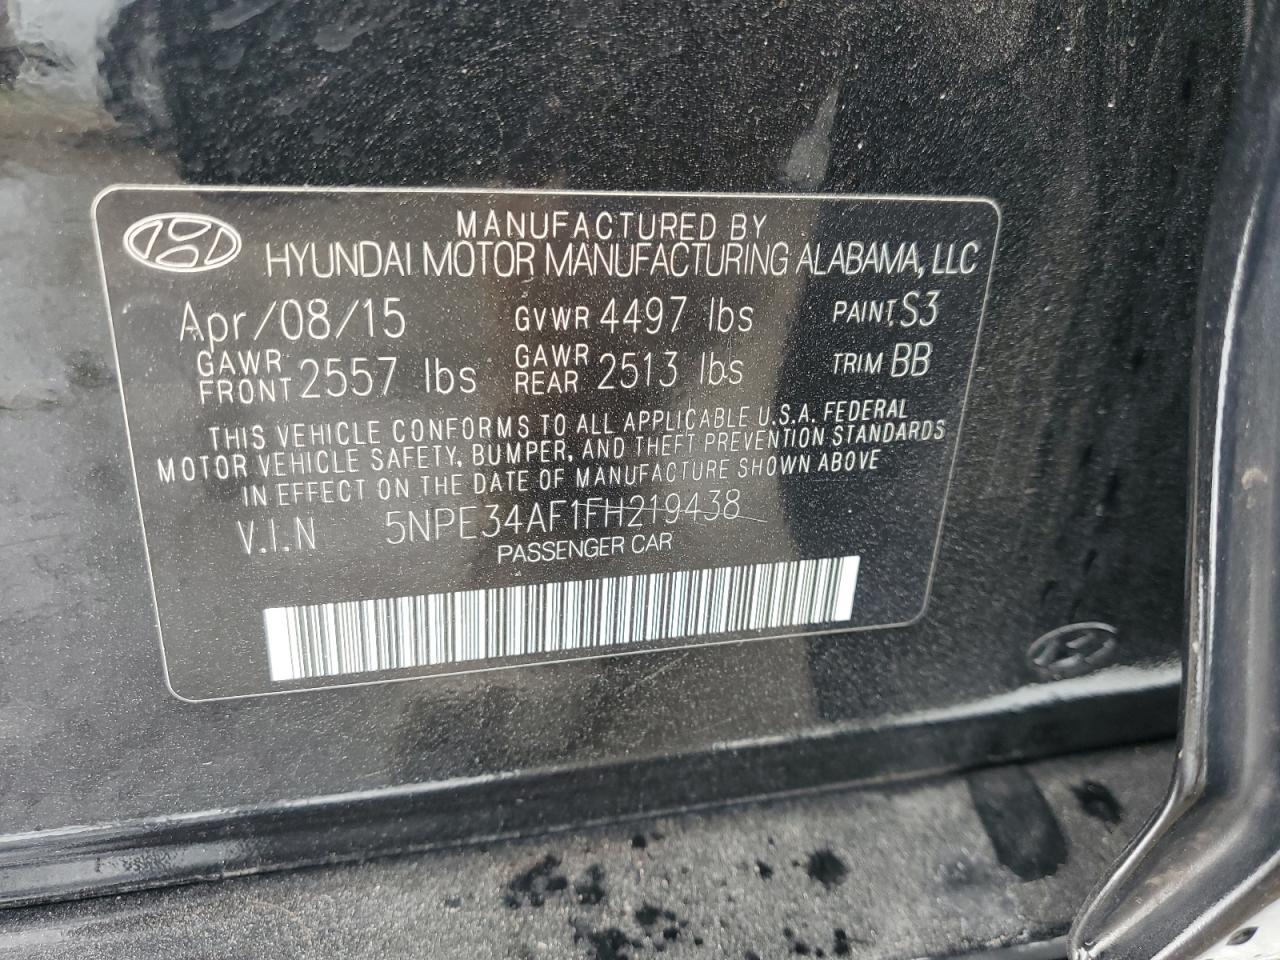 MANUFACTURED BY
HYUNDAI MOTOR MANUFACTURING ALABAMA, LLC
Apr/08/15 GVWR 4497 lbs PAINT S3
GAWR FRONT 2557 lbs GAWR REAR 2513 lbs TRIM BB
THIS VEHICLE CONFORMS TO ALL APPLICABLE U.S.A. FEDERAL
MOTOR VEHICLE SAFETY, BUMPER, AND THEFT PREVENTION STANDARDS
IN EFFECT ON THE DATE OF MANUFACTURE SHOWN ABOVE
V.I.N 5NPE34AF1FH219438
PASSENGER CAR